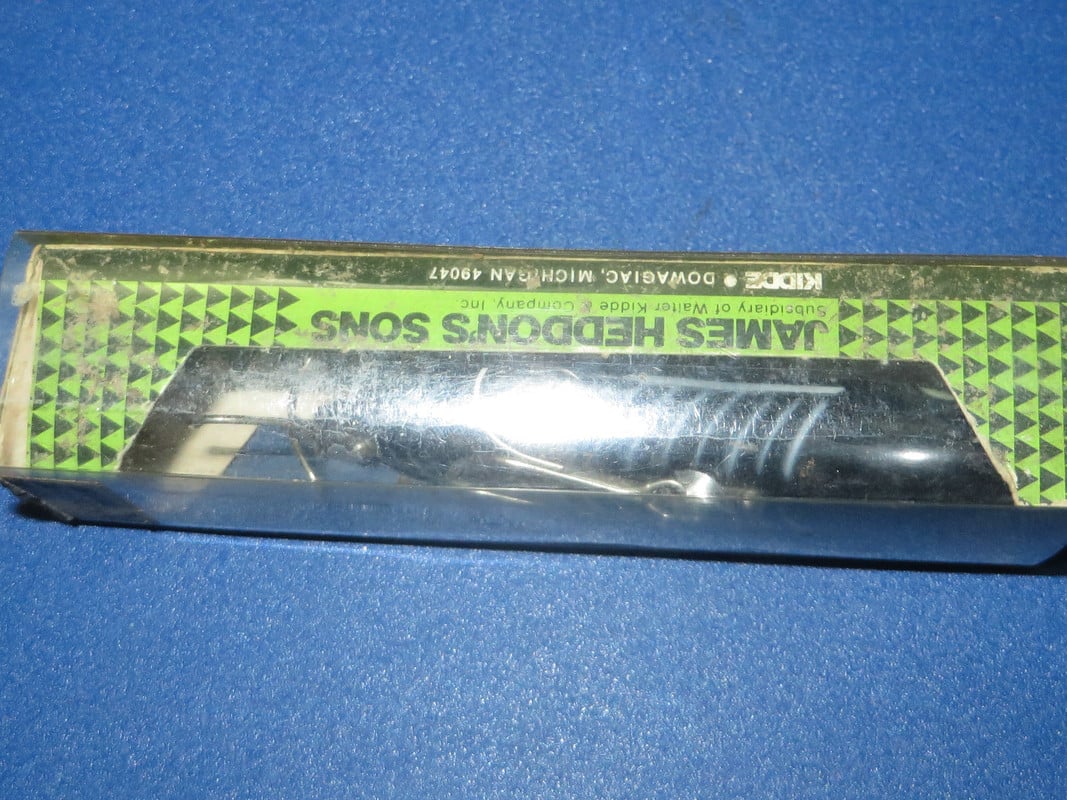 JAMES HEDDON'S SONS
Subsidiary of Walter Kidde & Company, Inc.
KIDDE • DOWAGIAC, MICHIGAN 49047